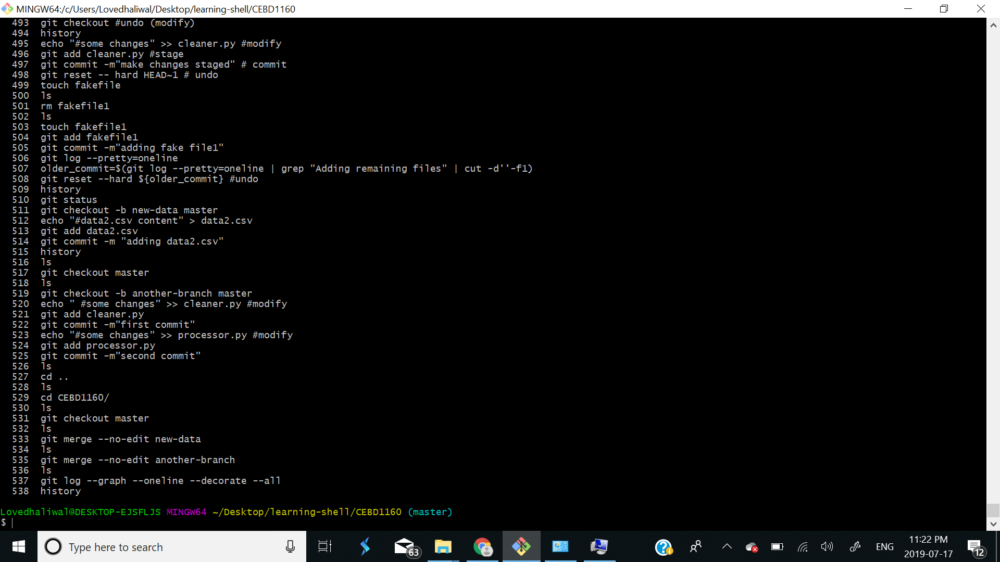 MINGW64:/c/Users/Lovedhaliwal/Desktop/learning-shell/CEBD1160
493 git checkout #undo (modify)
494 history
495 echo "#some changes" >> cleaner.py #modify
496 git add cleaner.py #stage
497 git commit -m"make changes staged" # commit
498 git reset -- hard HEAD~1 # undo
499 touch fakefile
500 ls
501 rm fakefile1
502 ls
503 touch fakefile1
504 git add fakefile1
505 git commit -m"adding fake file1"
506 git log --pretty=oneline
507 older_commit=$(git log --pretty=oneline | grep "Adding remaining files" | cut -d''-f1)
508 git reset --hard ${older_commit} #undo
509 history
510 git status
511 git checkout -b new-data master
512 echo "#data2.csv content" > data2.csv
513 git add data2.csv
514 git commit -m "adding data2.csv"
515 history
516 ls
517 git checkout master
518 ls
519 git checkout -b another-branch master
520 echo " #some changes" >> cleaner.py #modify
521 git add cleaner.py
522 git commit -m"first commit"
523 echo "#some changes" >> processor.py #modify
524 git add processor.py
525 git commit -m"second commit"
526 ls
527 cd ..
528 ls
529 cd CEBD1160/
530 ls
531 git checkout master
532 ls
533 git merge --no-edit new-data
534 ls
535 git merge --no-edit another-branch
536 ls
537 git log --graph --oneline --decorate --all
538 history
Lovedhaliwal@DESKTOP-EJSFLJS MINGW64 ~/Desktop/learning-shell/CEBD1160 (master)
$
Type here to search
63
ENG
11:22 PM
2019-07-17
12